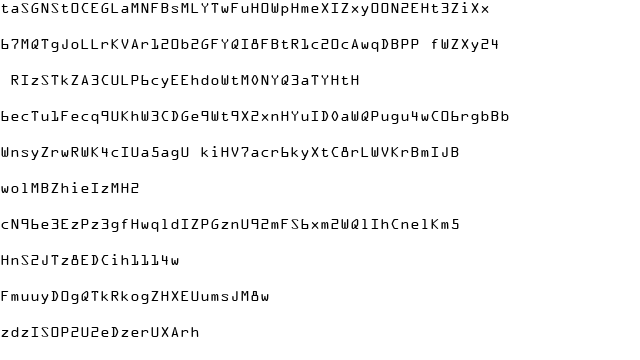 taSGNStOCEGLaMNFBsMLYTwFuHOWpHmeXIZxyOON2EHt3ZiXx
67MQTgJoLLrKVAr12Ob2GFYQI8FBtR1c2OcAwqDBPP fWZXy24
RIzSTkZA3CULP6cyEEhdoWtM0NYQ3aTYHtH
6ecTu1Fecq9UKhW3CDGe9Wt9X2xnHYuID0aWQPugu4wCO6rgbBb
WnsyZrwRWK4cIUa5agU kiHV7acr6kyXtC8rLWVKrBmIJB
wolMBZhieIzMH2
cN96e3EzPz3gfHwqldIZPGznU92mFS6xm2WQlIhCnelKm5
HnS2JTz8EDCih1114w
FmuuyDOgQTkRkogZHXEUumsJM8w
zdzISOP2U2eDzerUXArh